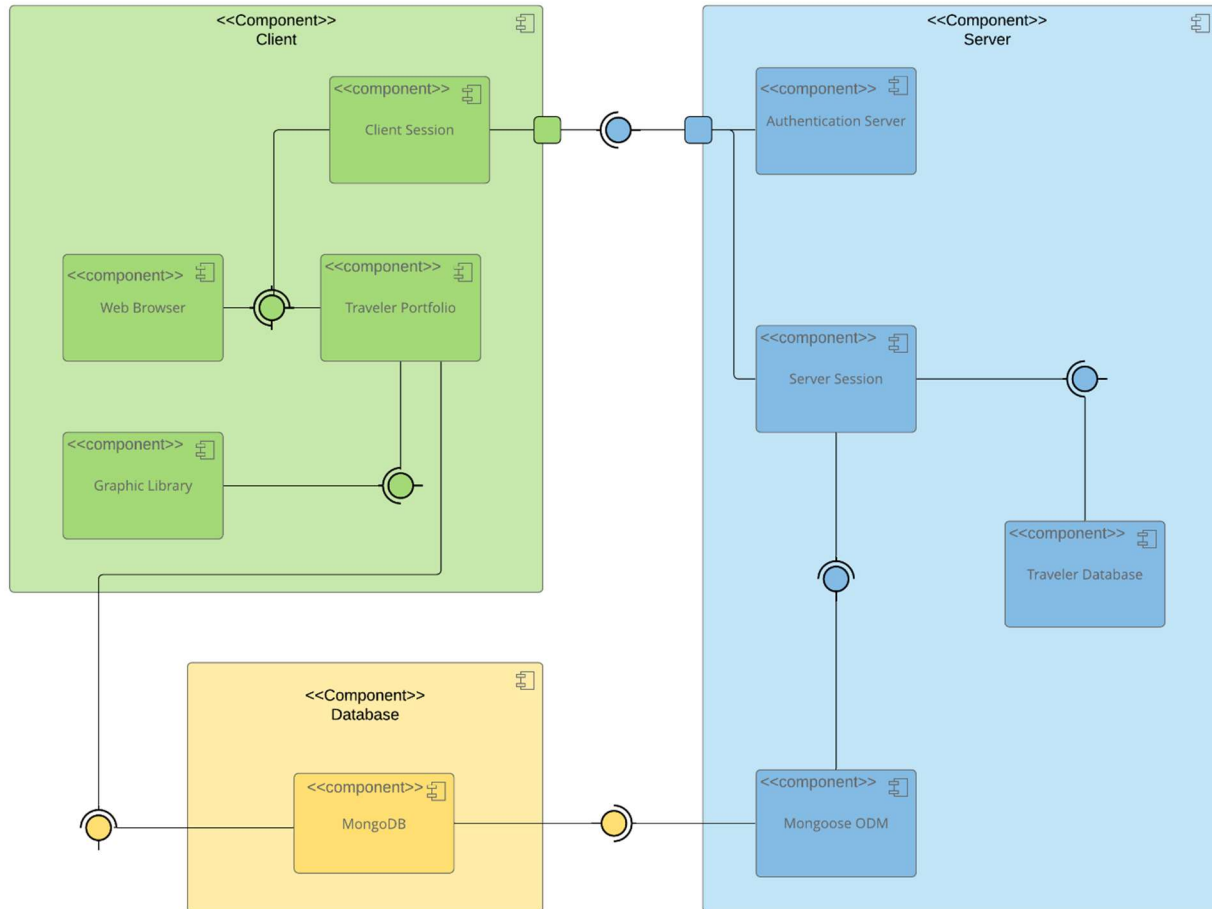 <<Component>>
Client
<<component>>
Client Session
<<component>>
Web Browser
<<component>>
Traveler Portfolio
<<component>>
Graphic Library
<<Component>>
Server
<<component>>
Authentication Server
<<component>>
Server Session
<<component>>
Traveler Database
<<component>>
Mongoose ODM
<<Component>>
Database
<<component>>
MongoDB